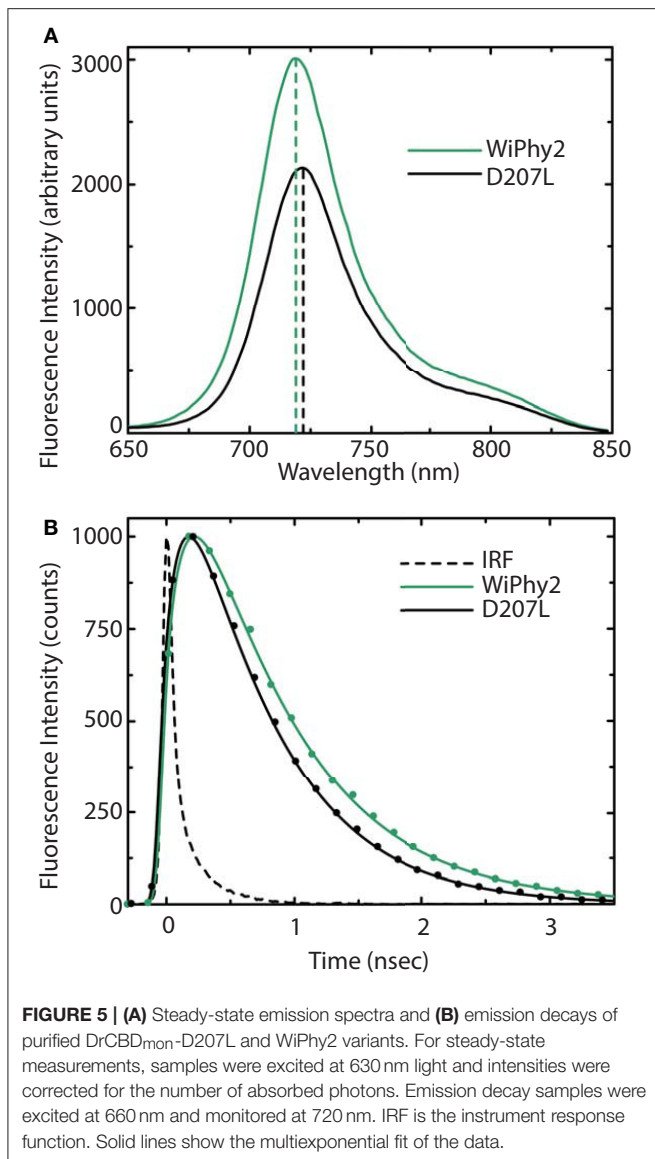 A
Fluorescence Intensity (arbitrary units)
3000
2000
1000
0
WiPhy2
D207L
650 700 750 800 850
Wavelength (nm)
B
Fluorescence Intensity (counts)
1000
750
500
250
0
IRF
WiPhy2
D207L
0 1 2 3
Time (nsec)
FIGURE 5 | (A) Steady-state emission spectra and (B) emission decays of
purified DrCBDmon-D207L and WiPhy2 variants. For steady-state
measurements, samples were excited at 630 nm light and intensities were
corrected for the number of absorbed photons. Emission decay samples were
excited at 660 nm and monitored at 720 nm. IRF is the instrument response
function. Solid lines show the multiexponential fit of the data.